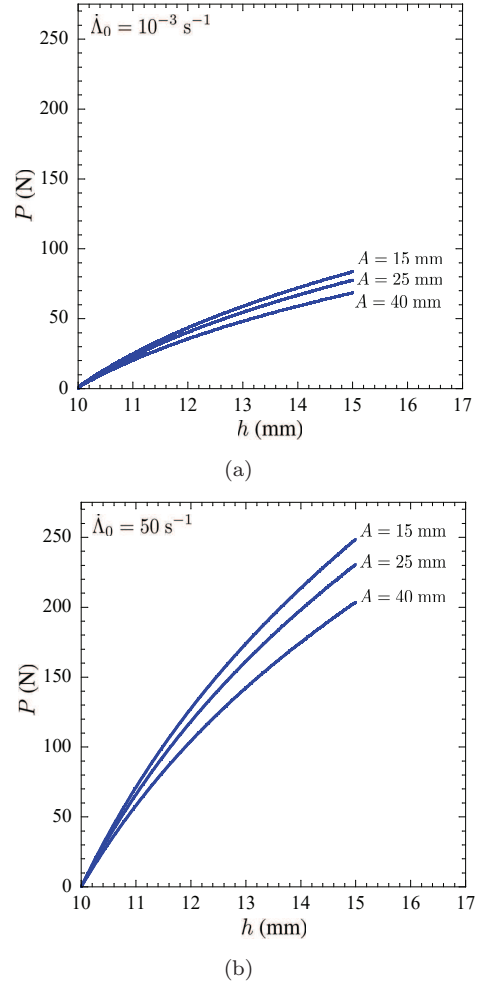 Λ̇₀ = 10⁻³ s⁻¹
250
200
150
100
50
0
P (N)
A = 15 mm
A = 25 mm
A = 40 mm
10 11 12 13 14 15 16 17
h (mm)
(a)
Λ̇₀ = 50 s⁻¹
250
200
150
100
50
0
P (N)
A = 15 mm
A = 25 mm
A = 40 mm
10 11 12 13 14 15 16 17
h (mm)
(b)